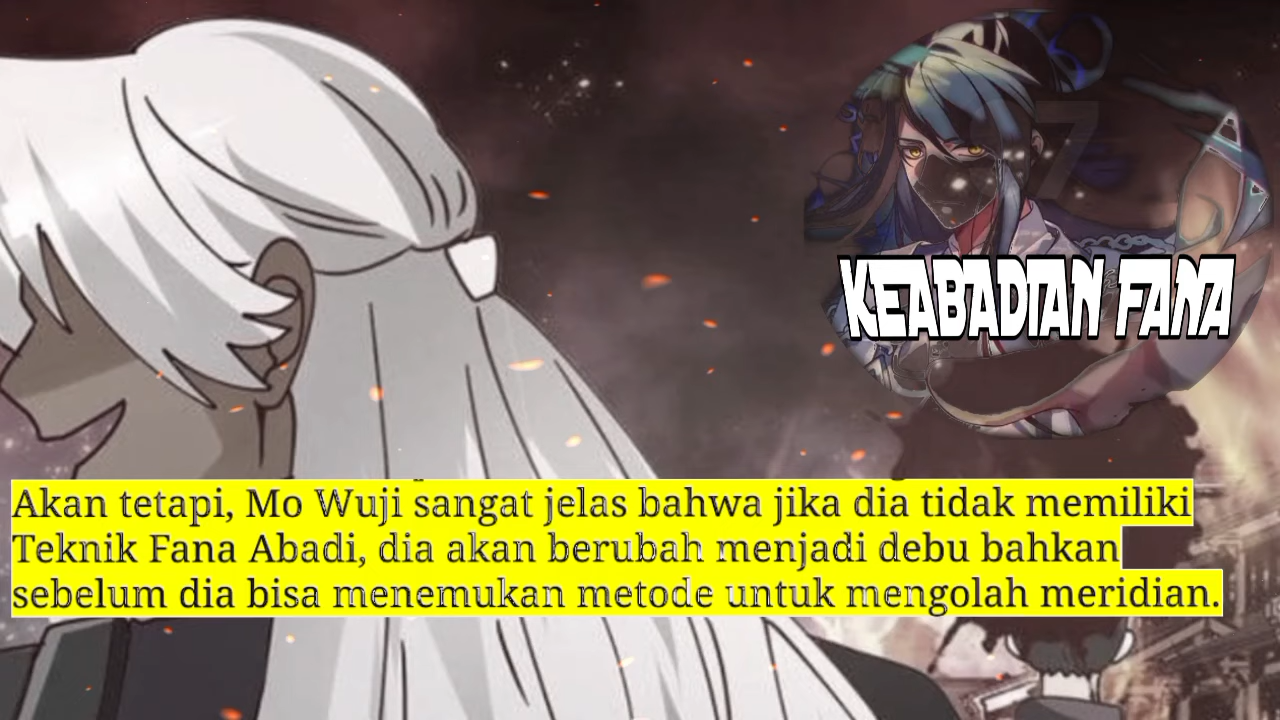 KEABADIAN FANA
Akan tetapi, Mo Wuji sangat jelas bahwa jika dia tidak memiliki
Teknik Fana Abadi, dia akan berubah menjadi debu bahkan
sebelum dia bisa menemukan metode untuk mengolah meridian.